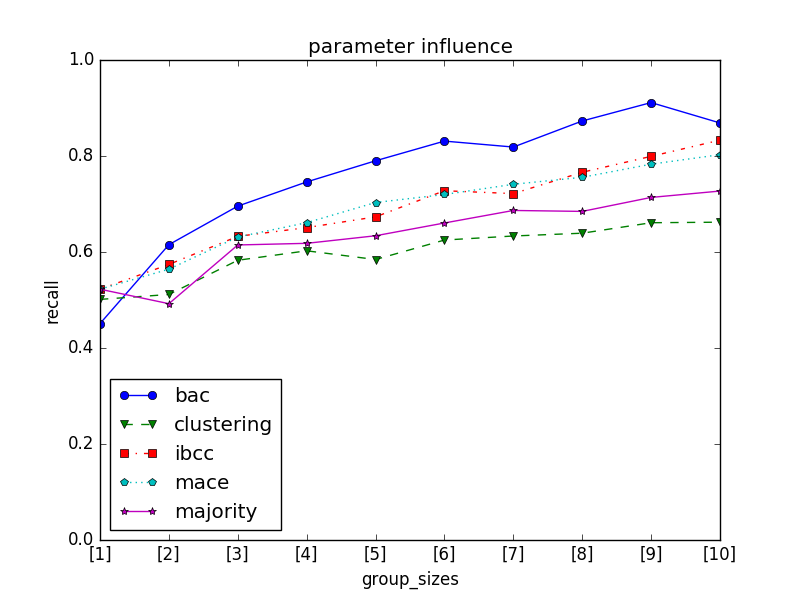 parameter influence
1.0
0.8
0.6
0.4
0.2
0.0
recall
bac
clustering
ibcc
mace
majority
[1] [2] [3] [4] [5] [6] [7] [8] [9] [10]
group_sizes